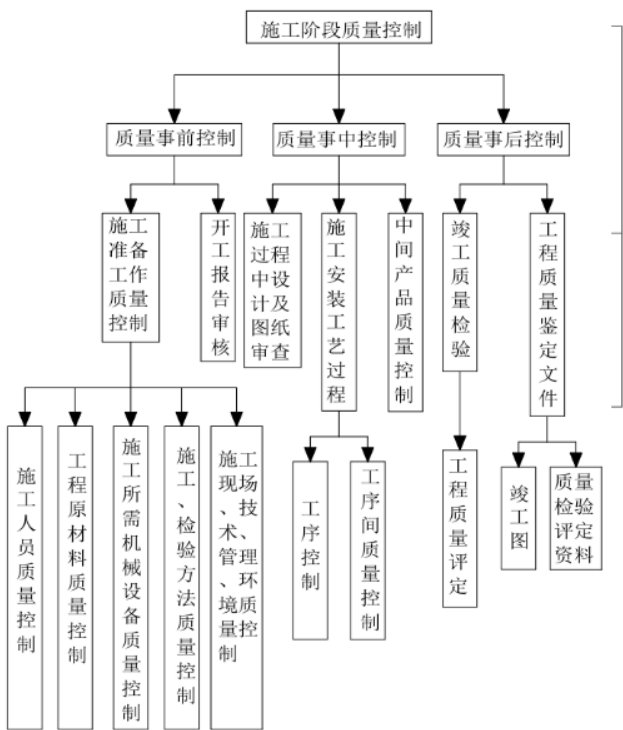 施工阶段质量控制
质量事前控制
质量事中控制
质量事后控制
施工准备工作质量控制
开工报告审核
施工过程中设计及图纸审查
施工安装工艺过程
中间产品质量控制
竣工质量检验
工程质量鉴定文件
施工人员质量控制
工程原材料质量控制
施工所需机械设备质量控制
施工、检验方法质量控制
施工现场、技术、管理、环境质量控制
工序控制
工序间质量控制
工程质量评定
竣工图
质量检验评定资料